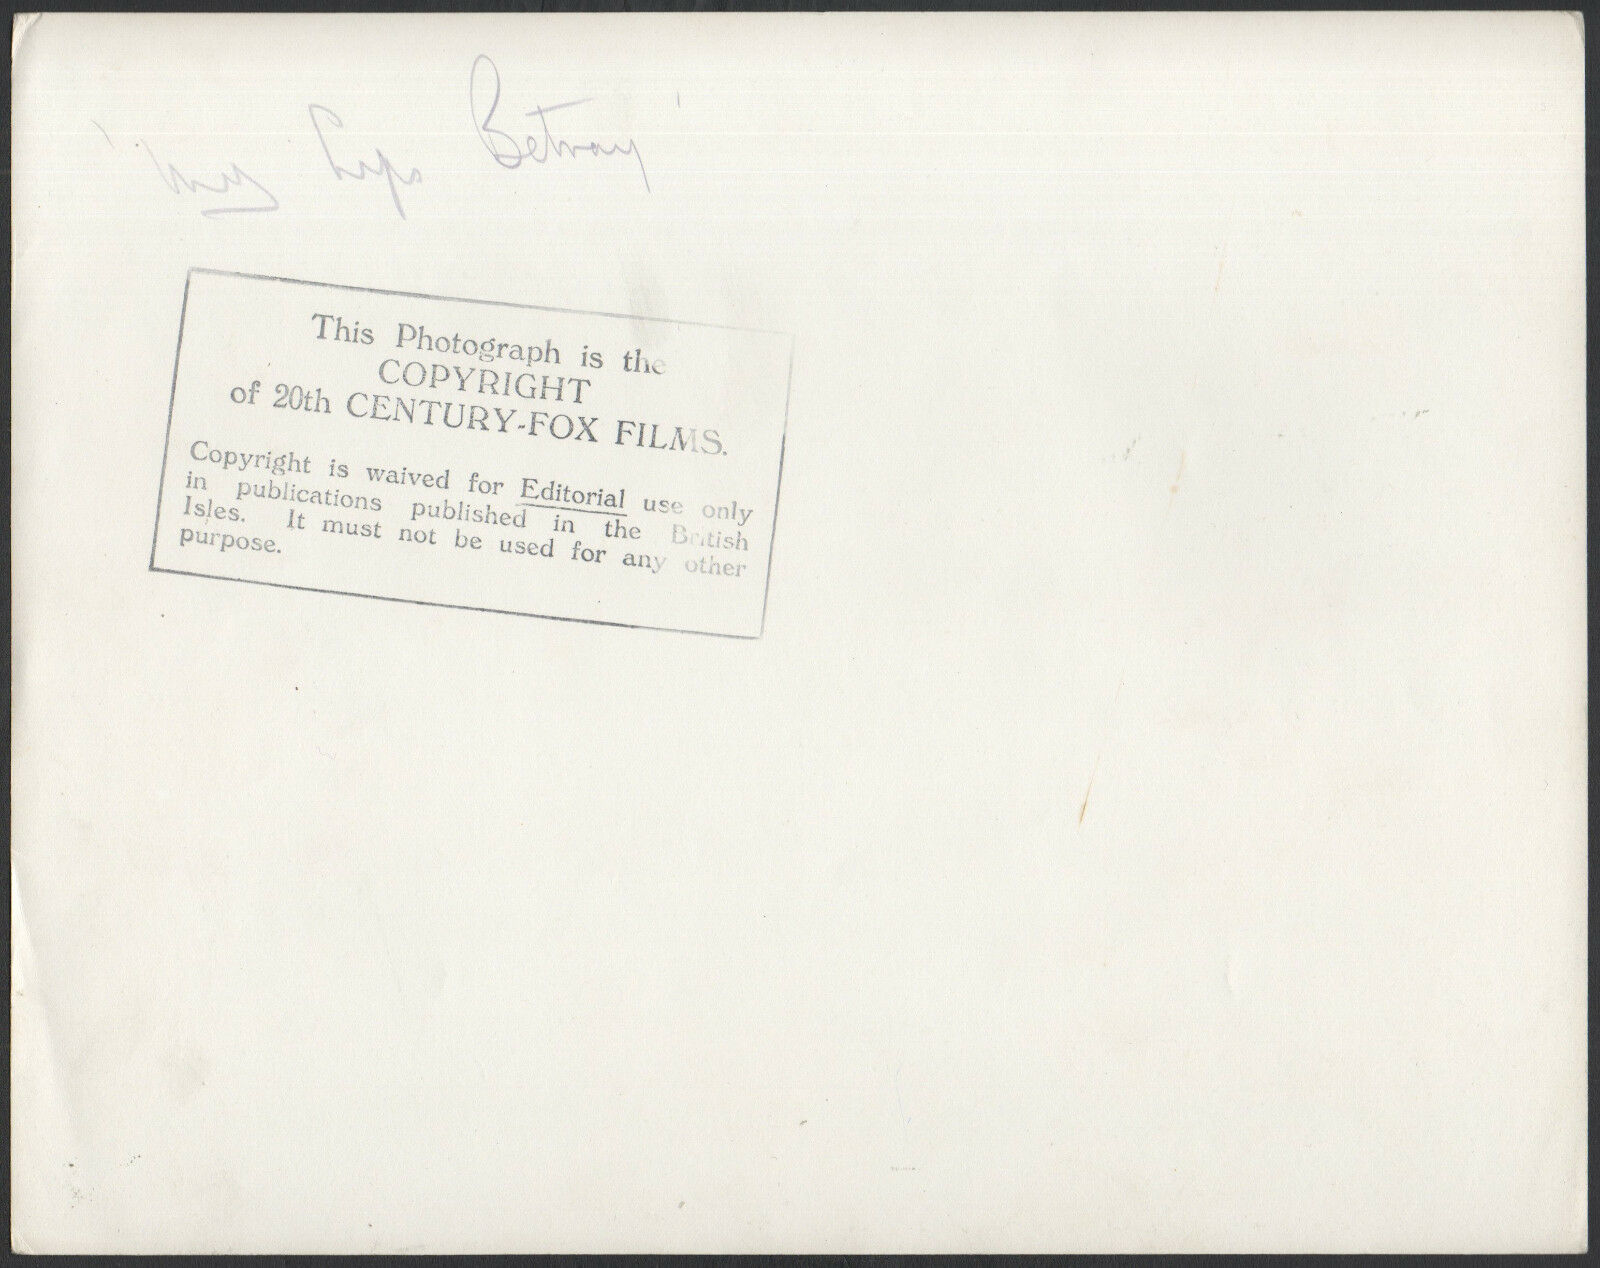 'My Lips Betray'
This Photograph is the
COPYRIGHT
of 20th CENTURY-FOX FILMS.
Copyright is waived for Editorial use only
in publications published in the British
Isles. It must not be used for any other
purpose.